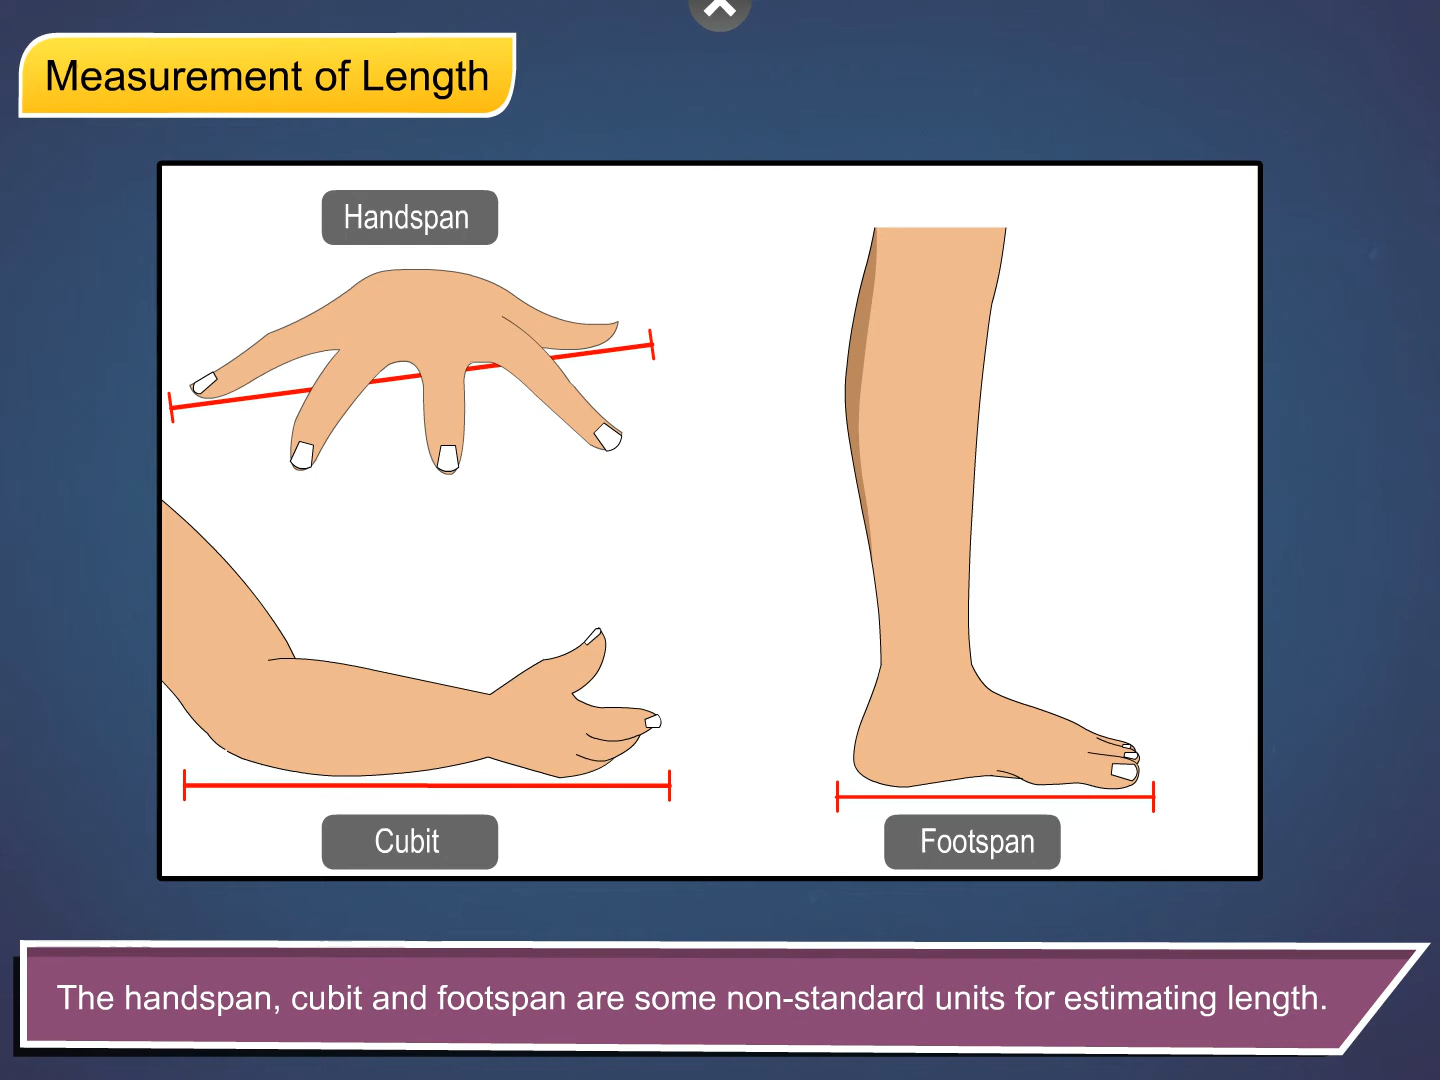 Measurement of Length
Handspan
Cubit
Footspan
The handspan, cubit and footspan are some non-standard units for estimating length.